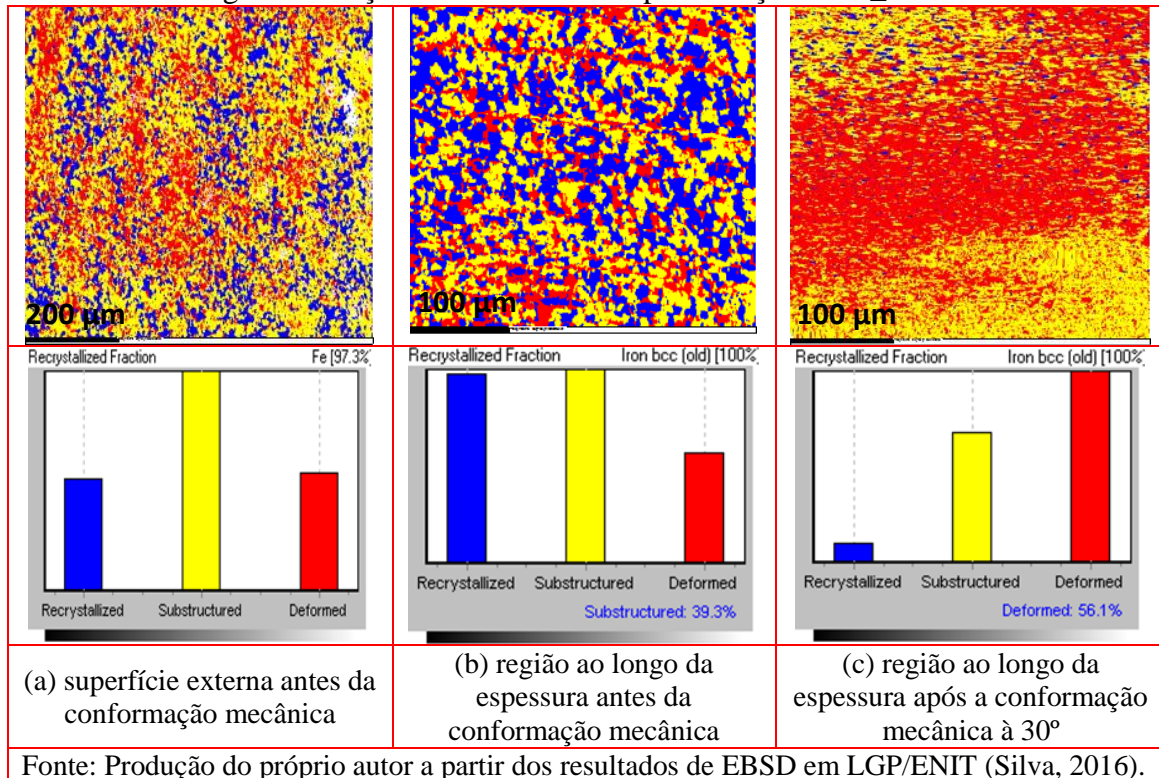 200 µm
100 µm
100 µm
Recrystallized Fraction Fe [97.3%
Recrystallized Substructured Deformed
Recrystallized Fraction Iron bcc (old) [100%
Recrystallized Substructured Deformed
Substructured: 39.3%
Recrystallized Fraction Iron bcc (old) [100%
Recrystallized Substructured Deformed
Deformed: 56.1%
(a) superfície externa antes da
conformação mecânica
(b) região ao longo da
espessura antes da
conformação mecânica
(c) região ao longo da
espessura após a conformação
mecânica à 30º
Fonte: Produção do próprio autor a partir dos resultados de EBSD em LGP/ENIT (Silva, 2016).